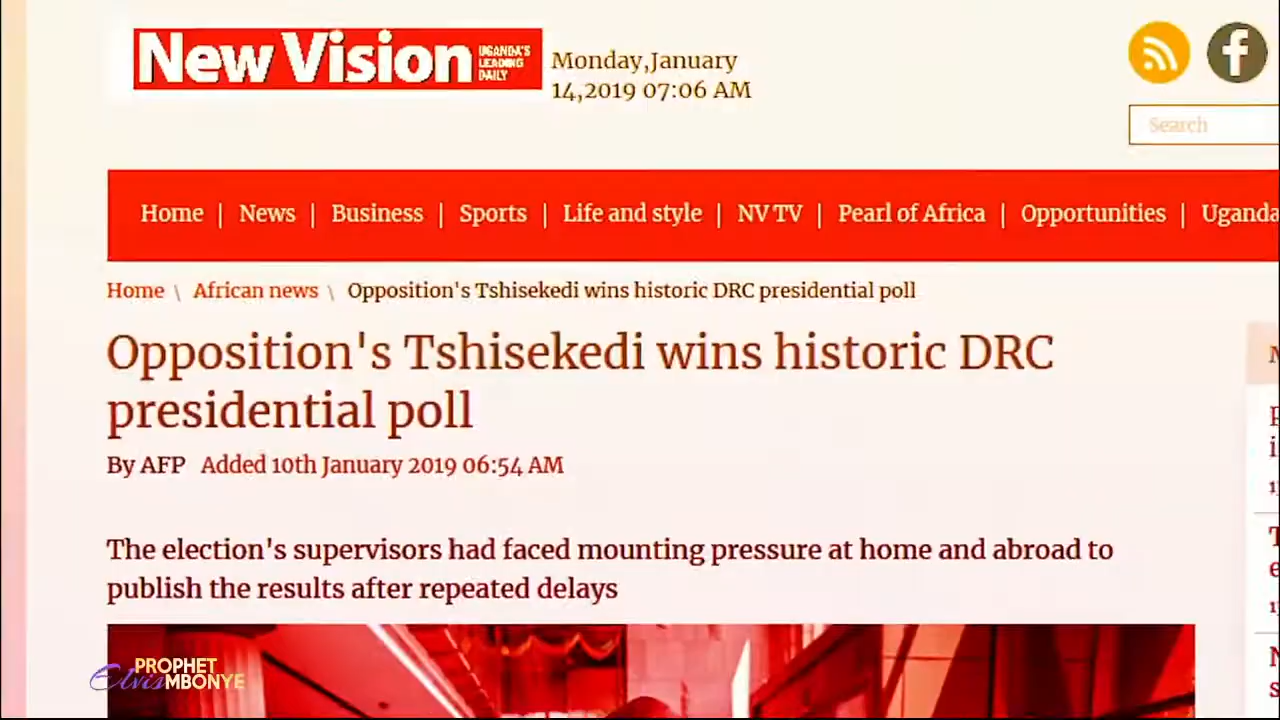 New Vision
UGANDA'S
LEADING
DAILY
Monday,January
14,2019 07:06 AM
f
Search
Home | News | Business | Sports | Life and style | NV TV | Pearl of Africa | Opportunities | Uganda
Home \ African news \ Opposition's Tshisekedi wins historic DRC presidential poll
Opposition's Tshisekedi wins historic DRC
presidential poll
By AFP Added 10th January 2019 06:54 AM
The election's supervisors had faced mounting pressure at home and abroad to
publish the results after repeated delays
PROPHET
Elvis MBONYE